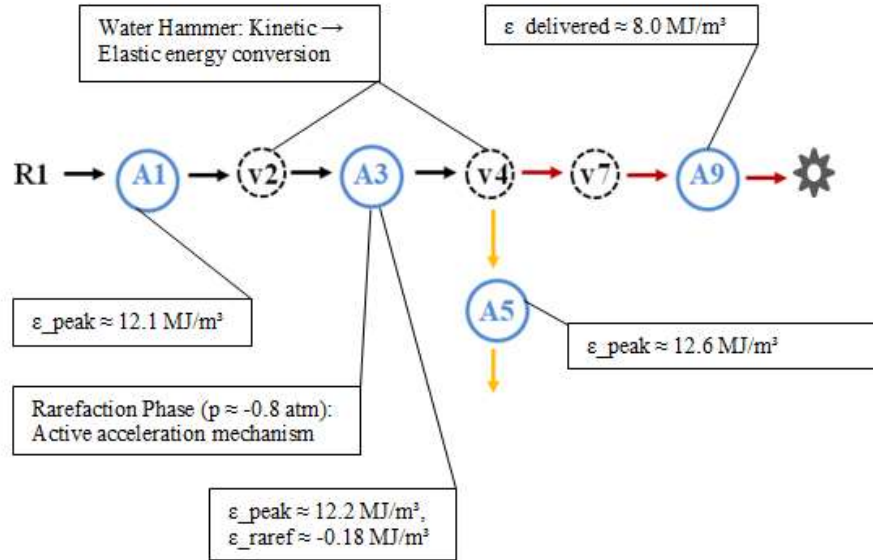 Water Hammer: Kinetic →
Elastic energy conversion
ε_delivered ≈ 8.0 MJ/m³
R1
A1
v2
A3
v4
v7
A9
A5
ε_peak ≈ 12.1 MJ/m³
ε_peak ≈ 12.6 MJ/m³
Rarefaction Phase (p ≈ -0.8 atm):
Active acceleration mechanism
ε_peak ≈ 12.2 MJ/m³,
ε_raref ≈ -0.18 MJ/m³